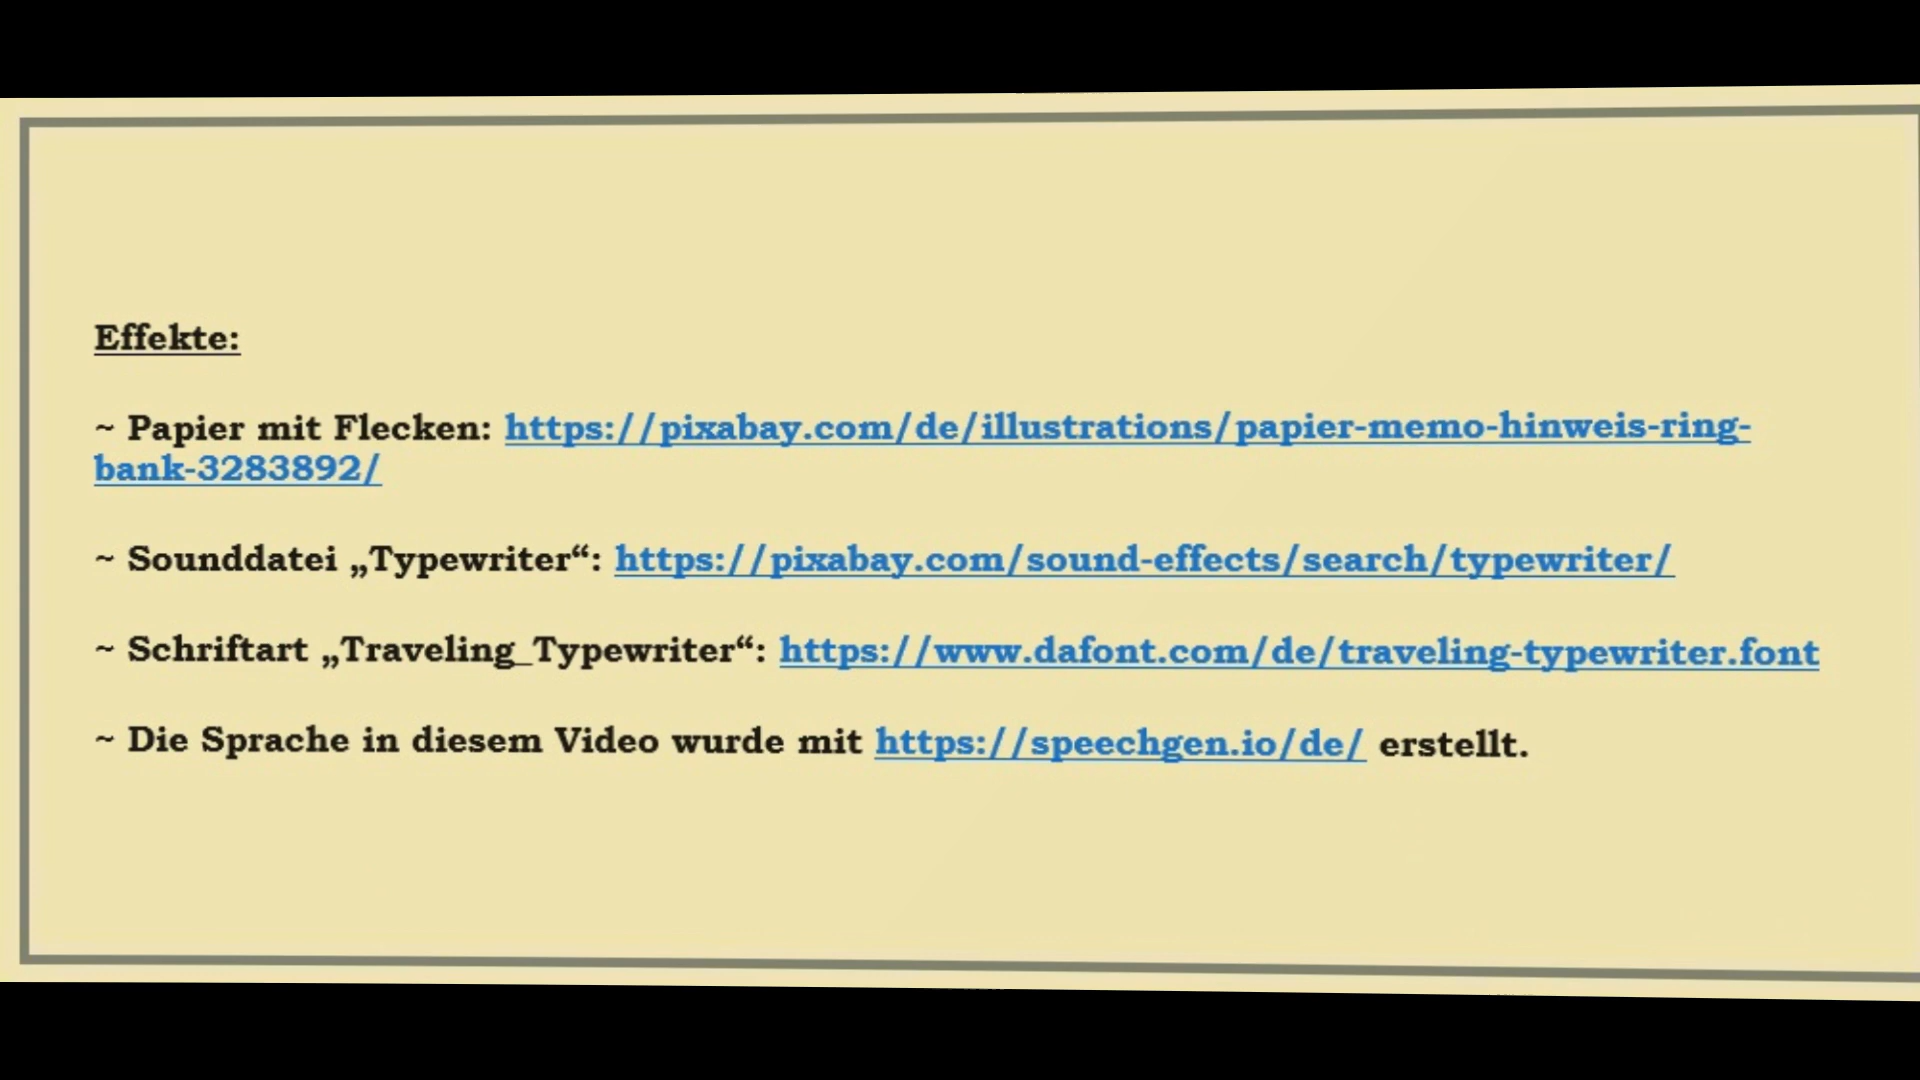 Effekte:
~ Papier mit Flecken: https://pixabay.com/de/illustrations/papier-memo-hinweis-ring-
bank-3283892/
~ Sounddatei „Typewriter“: https://pixabay.com/sound-effects/search/typewriter/
~ Schriftart „Traveling_Typewriter“: https://www.dafont.com/de/traveling-typewriter.font
~ Die Sprache in diesem Video wurde mit https://speechgen.io/de/ erstellt.